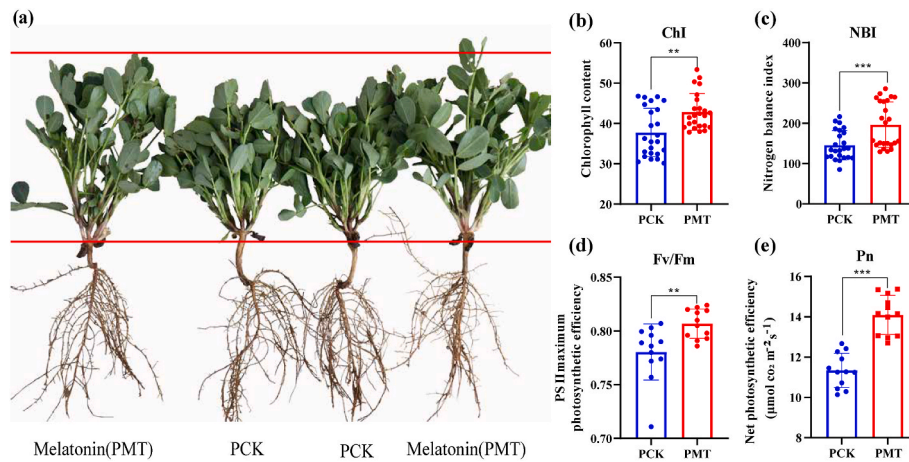 (a)
Melatonin(PMT)
PCK
PCK
Melatonin(PMT)
(b)
ChI
**
Chlorophyll content
60
50
40
30
20
PCK
PMT
(c)
NBI
***
Nitrogen balance index
400
300
200
100
0
PCK
PMT
(d)
Fv/Fm
**
PS II maximum
photosynthetic efficiency
0.85
0.80
0.75
0.70
PCK
PMT
(e)
Pn
***
Net photosynthetic efficiency
(μmol co₂ m⁻² s⁻¹)
16
14
12
10
8
PCK
PMT